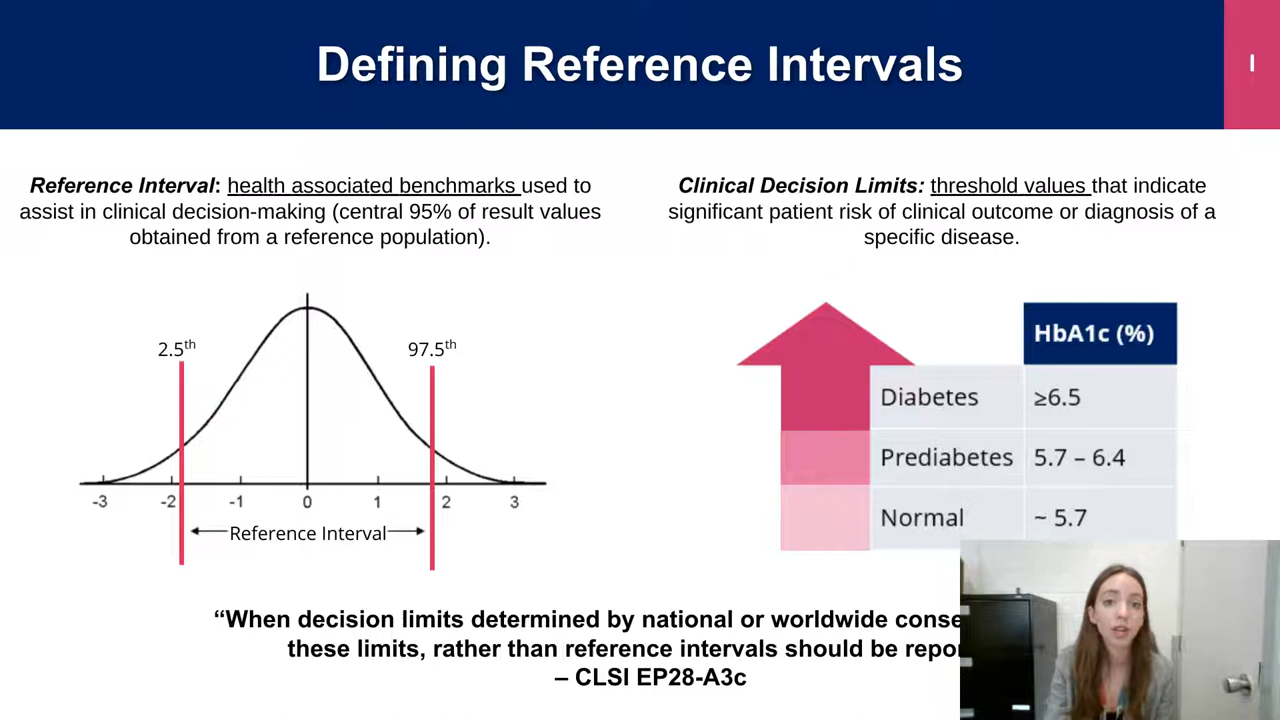 Defining Reference Intervals
I
Reference Interval: health associated benchmarks used to
assist in clinical decision-making (central 95% of result values
obtained from a reference population).
Clinical Decision Limits: threshold values that indicate
significant patient risk of clinical outcome or diagnosis of a
specific disease.
2.5th
97.5th
-3 -2 -1 0 1 2 3
Reference Interval
HbA1c (%)
Diabetes ≥6.5
Prediabetes 5.7 – 6.4
Normal ~ 5.7
“When decision limits determined by national or worldwide
these limits, rather than reference intervals should be
– CLSI EP28-A3c